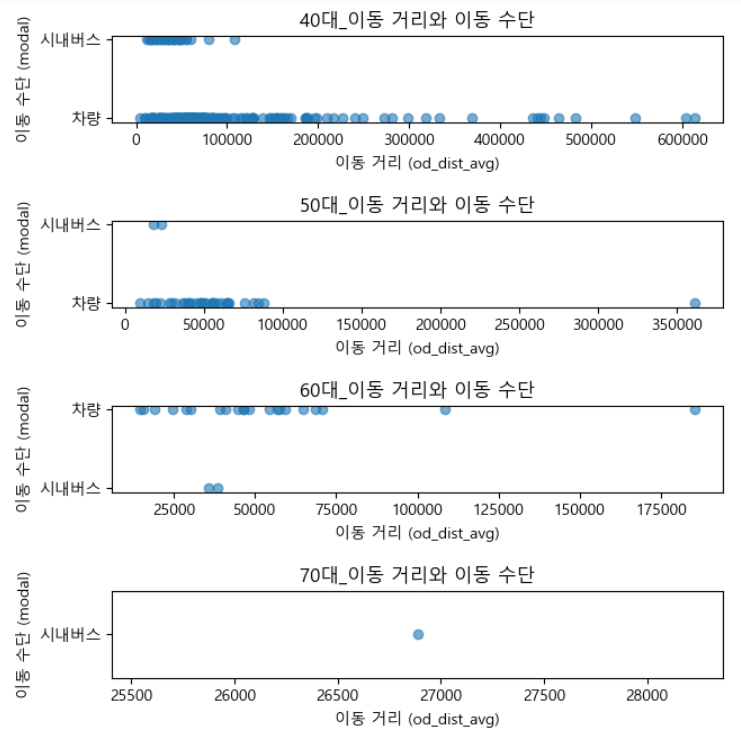 40대_이동 거리와 이동 수단
이동 수단 (modal)
시내버스
차량
0 100000 200000 300000 400000 500000 600000
이동 거리 (od_dist_avg)
50대_이동 거리와 이동 수단
이동 수단 (modal)
시내버스
차량
0 50000 100000 150000 200000 250000 300000 350000
이동 거리 (od_dist_avg)
60대_이동 거리와 이동 수단
이동 수단 (modal)
차량
시내버스
25000 50000 75000 100000 125000 150000 175000
이동 거리 (od_dist_avg)
70대_이동 거리와 이동 수단
이동 수단 (modal)
시내버스
25500 26000 26500 27000 27500 28000
이동 거리 (od_dist_avg)